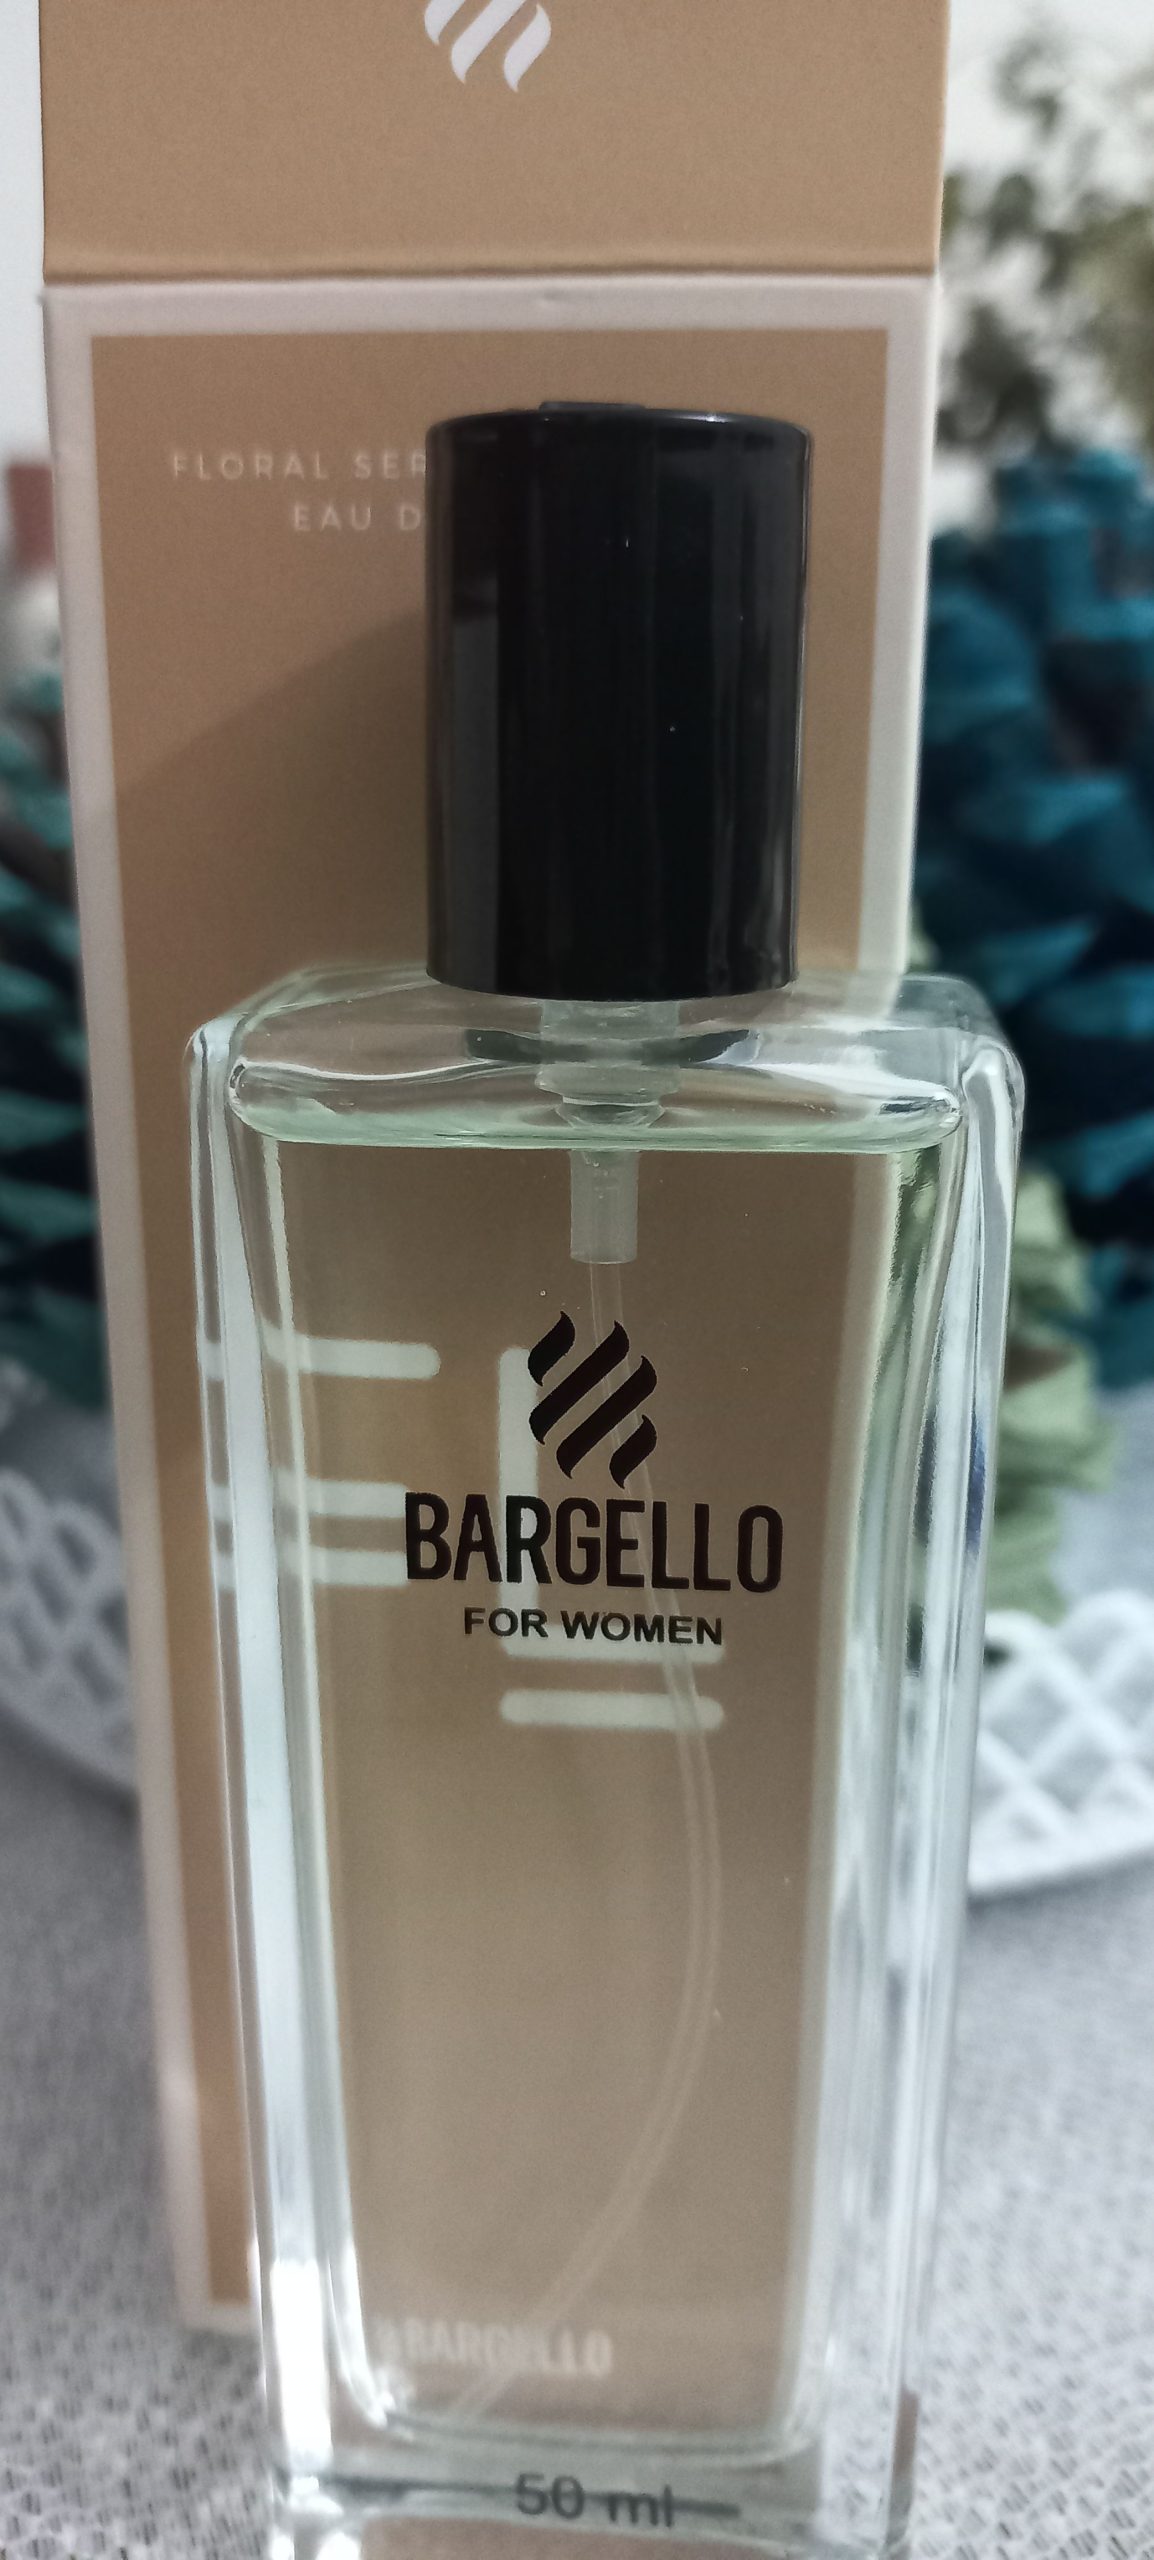 FLORAL SER
EAU D
BARGELLO
FOR WOMEN
BARGELLO
50 ml